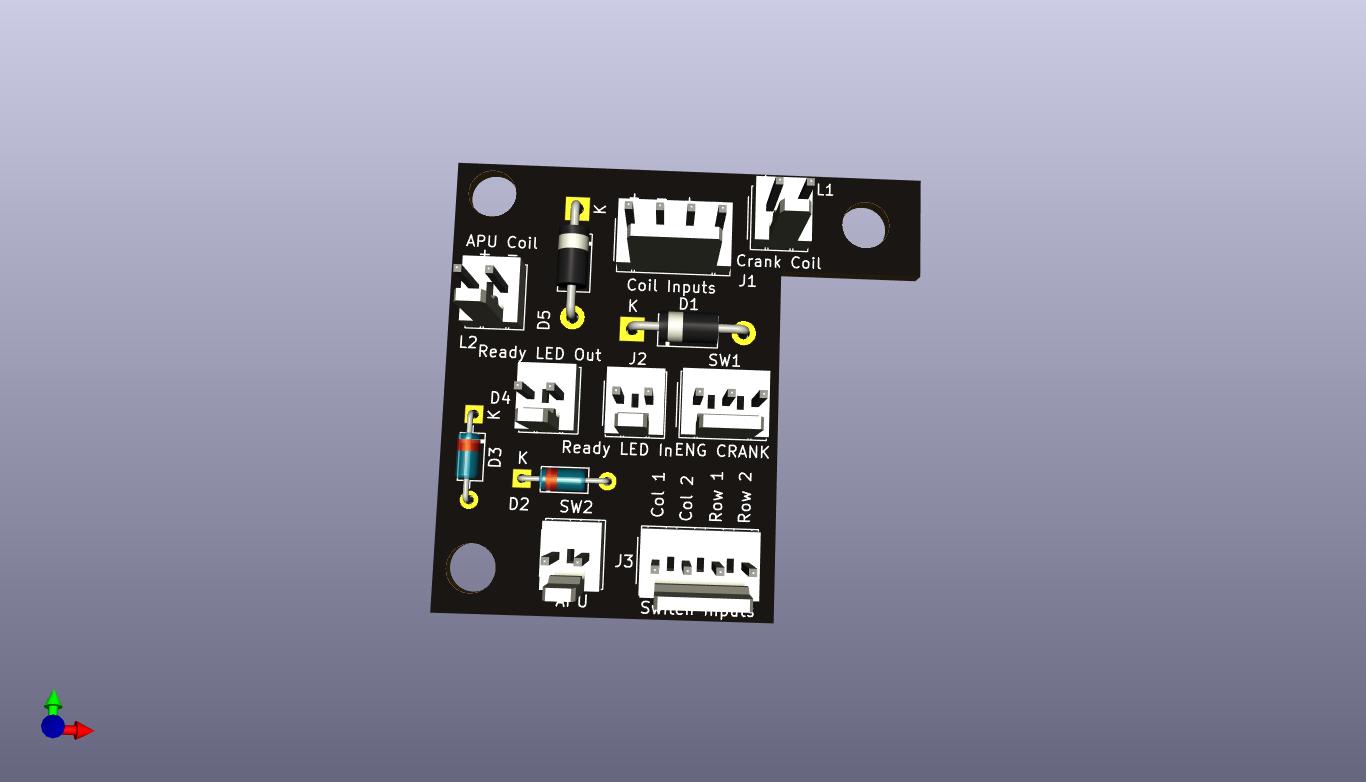 L1
K
APU Coil
+ -
Crank Coil
J1
Coil Inputs
D1
K
D5
L2
Ready LED Out
J2
SW1
D4
K
Ready LED In
ENG CRANK
D3
K
D2
SW2
Col 1
Col 2
Row 1
Row 2
J3
APU
Switch Inputs